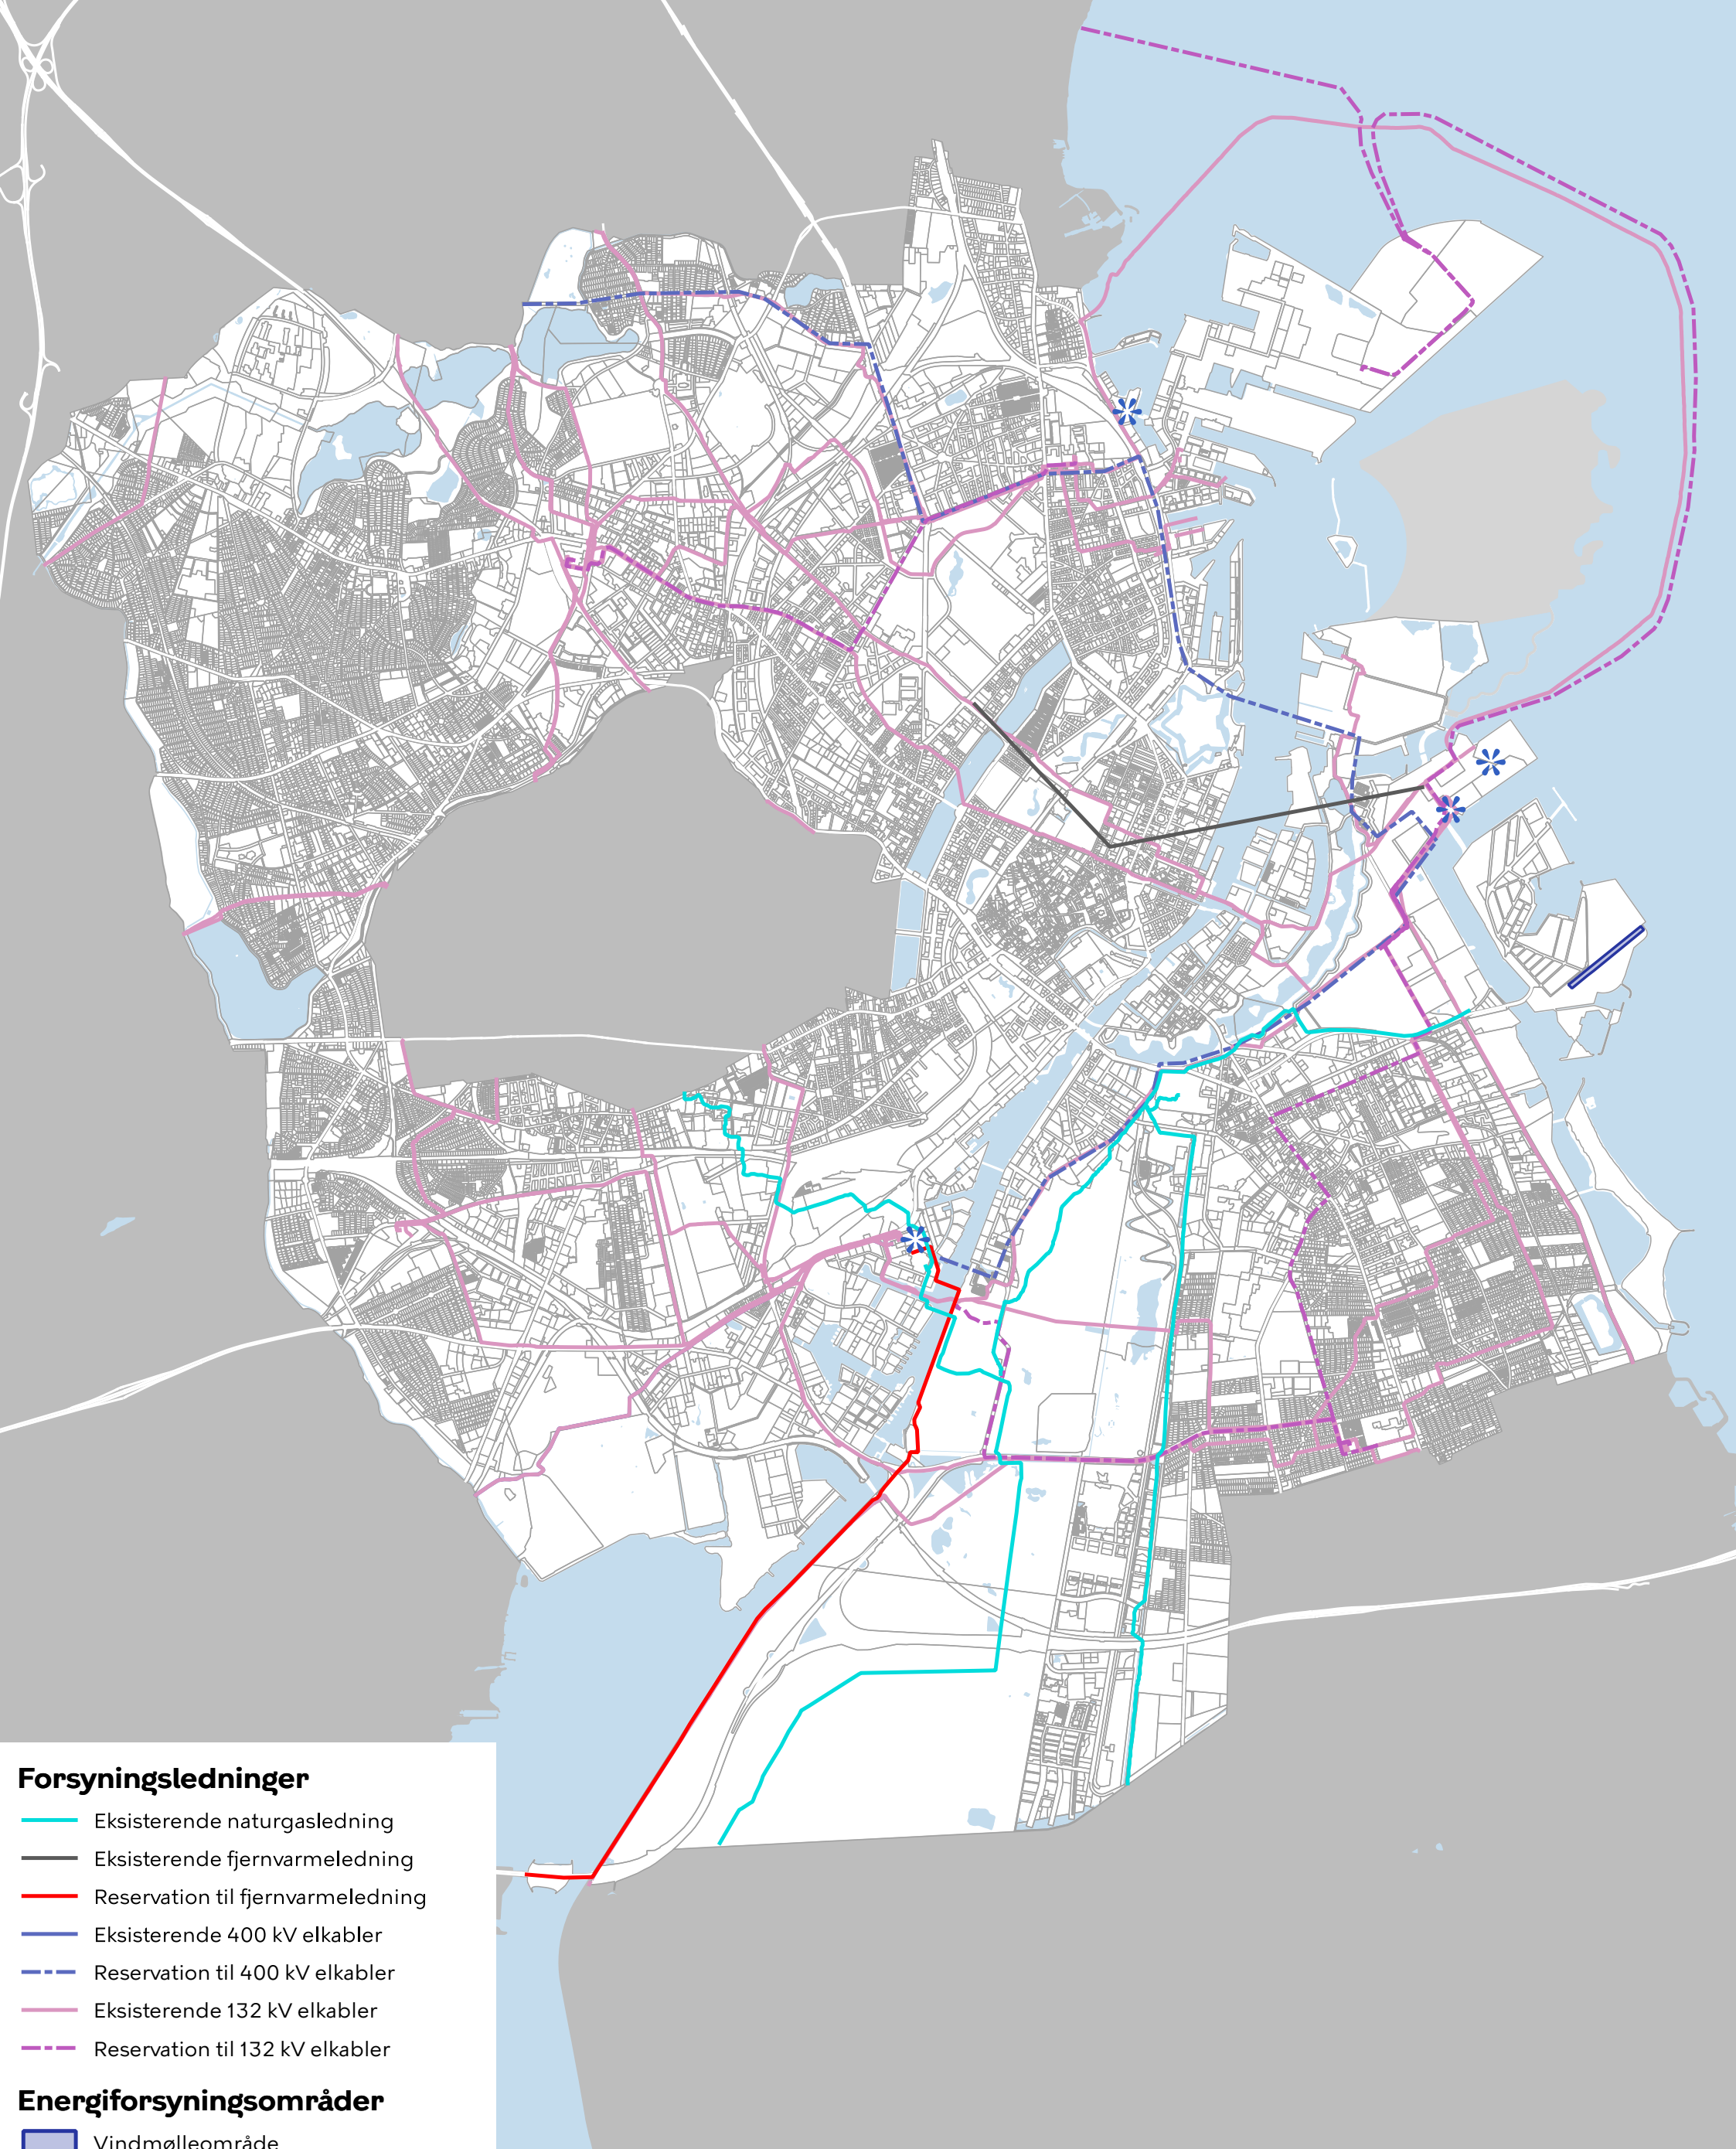 Forsyningsledninger
Eksisterende naturgasledning
Eksisterende fjernvarmeledning
Reservation til fjernvarmeledning
Eksisterende 400 kV elkabler
Reservation til 400 kV elkabler
Eksisterende 132 kV elkabler
Reservation til 132 kV elkabler
Energiforsyningsområder
Vindmølleområde